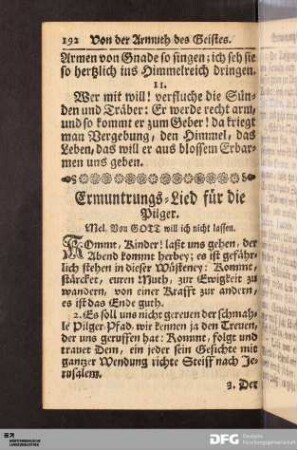 192 Von der Armuth des Geistes.
Armen von Gnade so singen; ich seh sie
so hertzlich ins Himmelreich dringen.
11.
Wer mit will! verfluche die Sün-
den und Träber: Er werde recht arm,
und so kommt er zum Geber! da kriegt
man Vergebung, den Himmel, das
Leben, das will er aus blossem Erbar-
men uns geben.
Ermuntrungs-Lied für die
Pilger.
Mel. Von GOTT will ich nicht lassen.
Kommt, Kinder! laßt uns gehen, der
Abend kommt herbey; es ist gefähr-
lich stehen in dieser Wüsteney: Kommt,
stärcket, euren Muth, zur Ewigkeit zu
wandern, von einer Krafft zur andern,
es ist das Ende guth.
2. Es soll uns nicht gereuen der schmah-
le Pilger-Pfad, wir kennen ja den Treuen,
der uns geruffen hat: Kommt, folgt und
trauet Dem, ein jeder sein Gesichte mit
gantzer Wendung richte Steiff nach Je-
rusalem.
3. Der
DFG